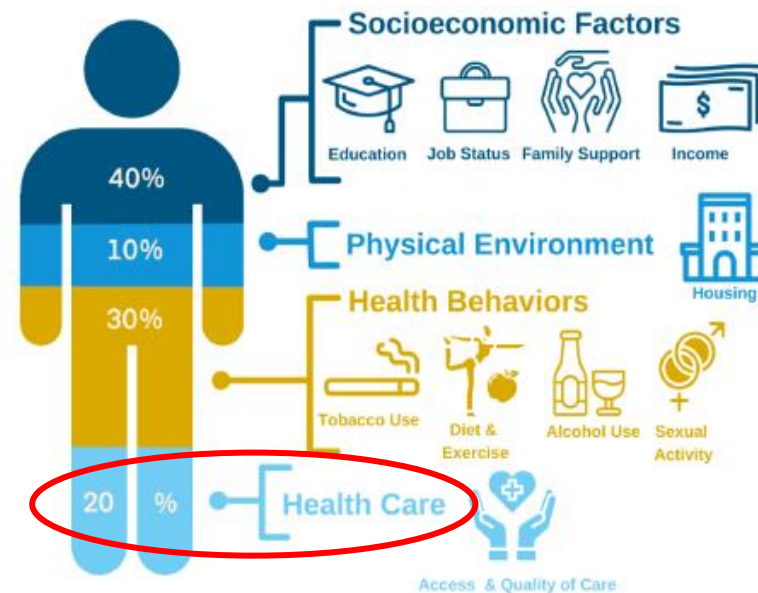 Socioeconomic Factors
$
Education Job Status Family Support Income
40%
10%
Physical Environment
Housing
30%
Health Behaviors
Tobacco Use
Diet &
Exercise
Alcohol Use
Sexual
Activity
20 %
Health Care
Access & Quality of Care